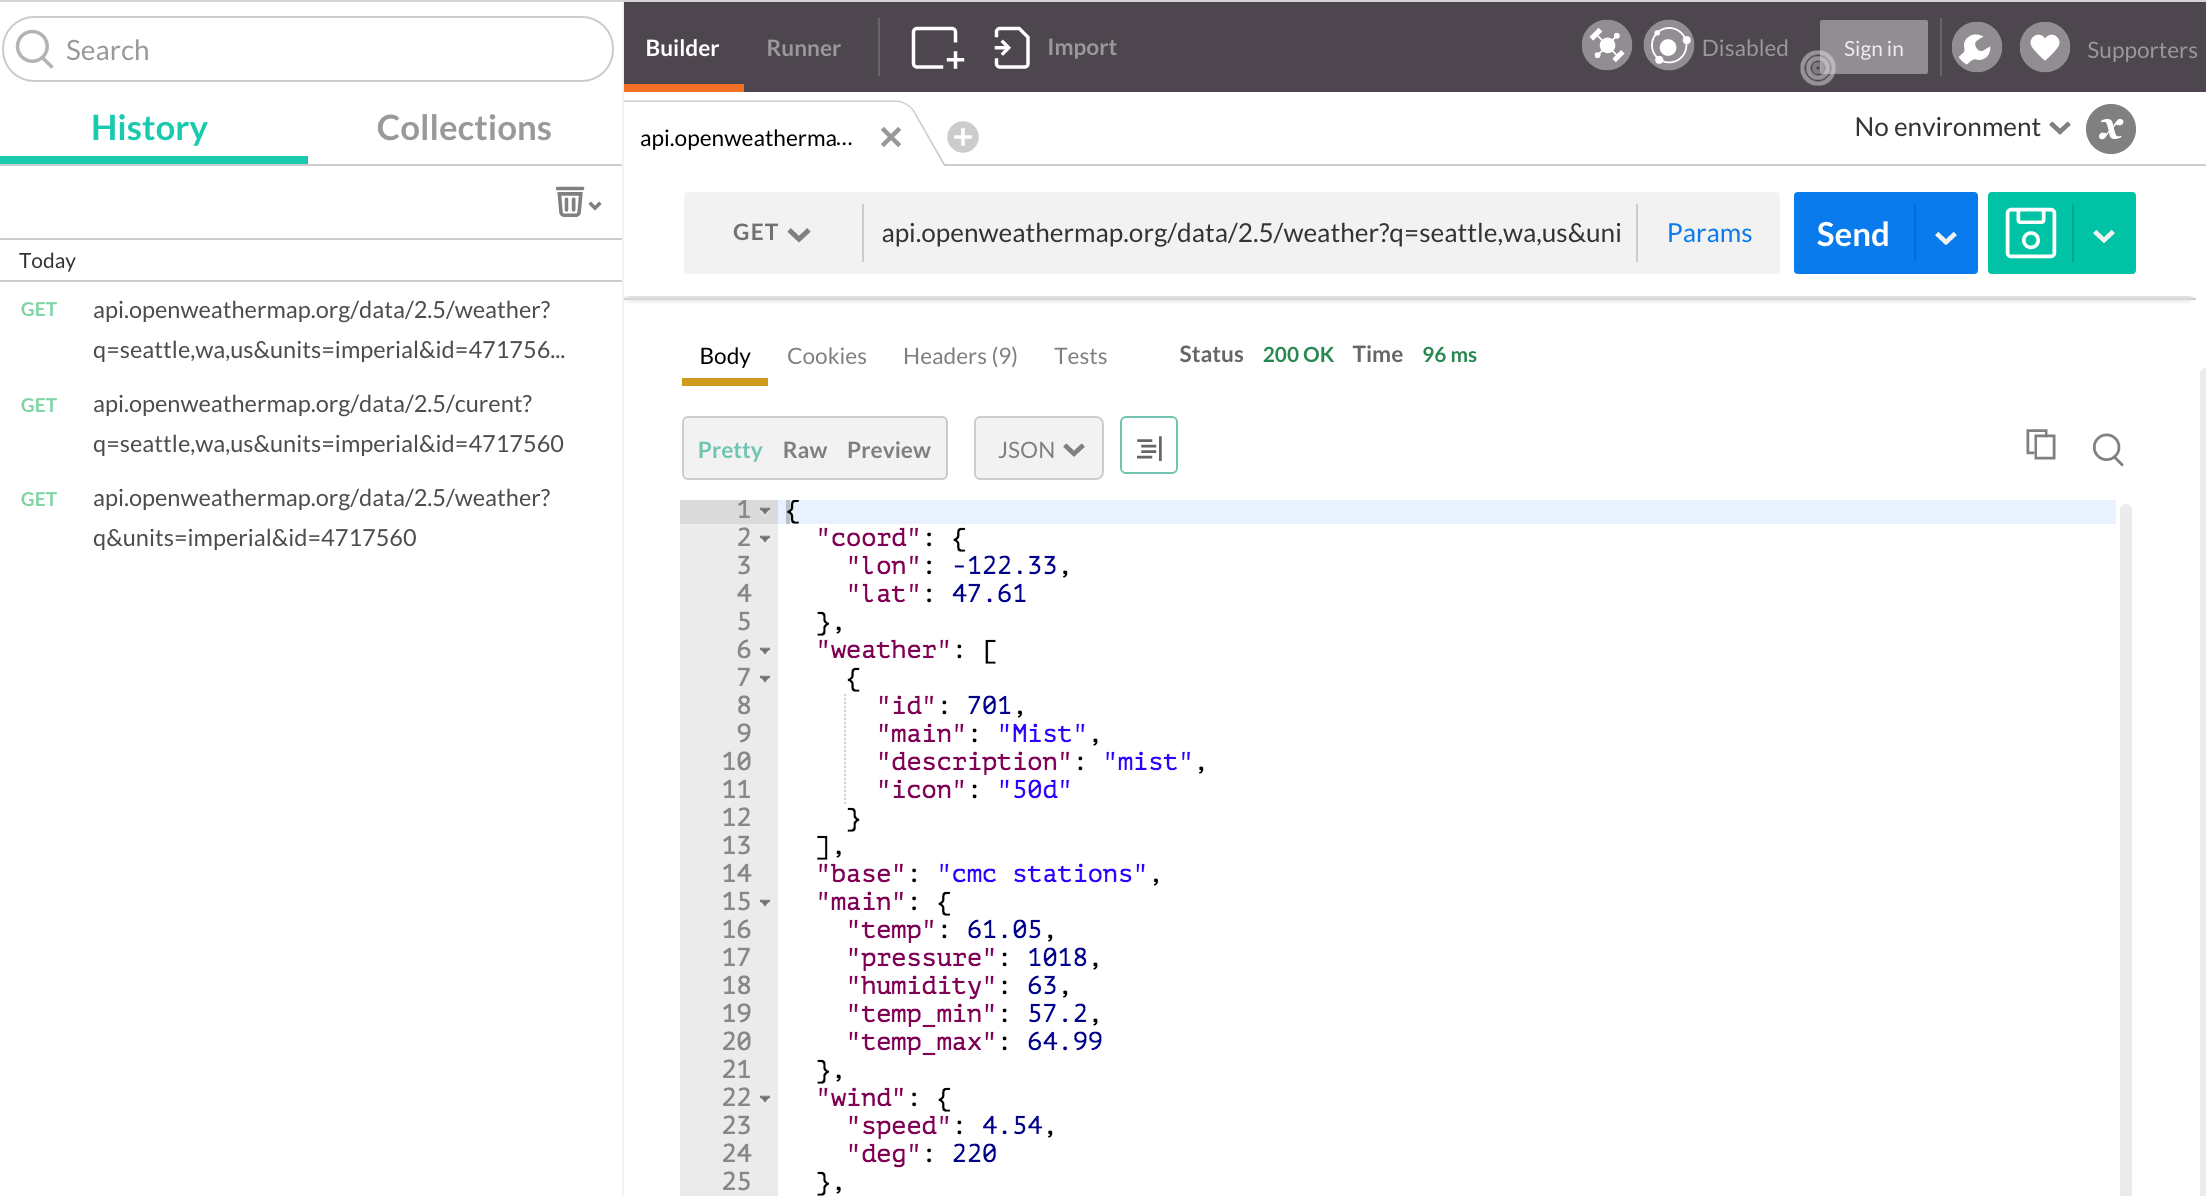 Search
History
Collections
Today
GET
api.openweathermap.org/data/2.5/weather?
q=seattle,wa,us&units=imperial&id=471756...
GET
api.openweathermap.org/data/2.5/curent?
q=seattle,wa,us&units=imperial&id=4717560
GET
api.openweathermap.org/data/2.5/weather?
q&units=imperial&id=4717560
Builder
Runner
Import
Disabled
Sign in
Supporters
api.openweatherma...
No environment
x
GET
api.openweathermap.org/data/2.5/weather?q=seattle,wa,us&uni
Params
Send
Body
Cookies
Headers (9)
Tests
Status 200 OK Time 96 ms
Pretty Raw Preview
JSON
1 {
2 "coord": {
3 "lon": -122.33,
4 "lat": 47.61
5 },
6 "weather": [
7 {
8 "id": 701,
9 "main": "Mist",
10 "description": "mist",
11 "icon": "50d"
12 }
13 ],
14 "base": "cmc stations",
15 "main": {
16 "temp": 61.05,
17 "pressure": 1018,
18 "humidity": 63,
19 "temp_min": 57.2,
20 "temp_max": 64.99
21 },
22 "wind": {
23 "speed": 4.54,
24 "deg": 220
25 },